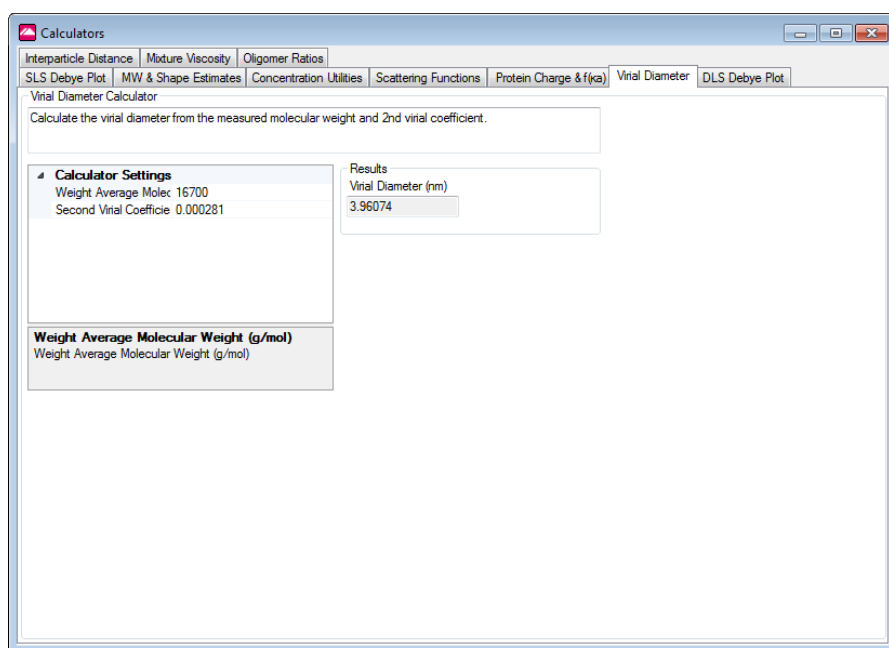 Calculators
Interparticle Distance Mixture Viscosity Oligomer Ratios
SLS Debye Plot MW & Shape Estimates Concentration Utilities Scattering Functions Protein Charge & f(κa) Virial Diameter DLS Debye Plot
Virial Diameter Calculator
Calculate the virial diameter from the measured molecular weight and 2nd virial coefficient.
Calculator Settings
Weight Average Molec 16700
Second Virial Coefficie 0.000281
Results
Virial Diameter (nm)
3.96074
Weight Average Molecular Weight (g/mol)
Weight Average Molecular Weight (g/mol)